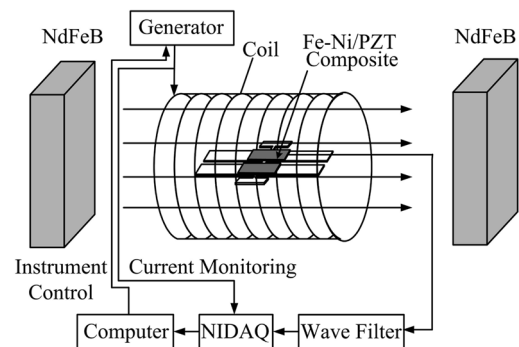 NdFeB
Generator
Coil
Fe-Ni/PZT
Composite
NdFeB
Instrument
Control
Current Monitoring
Computer
NIDAQ
Wave Filter